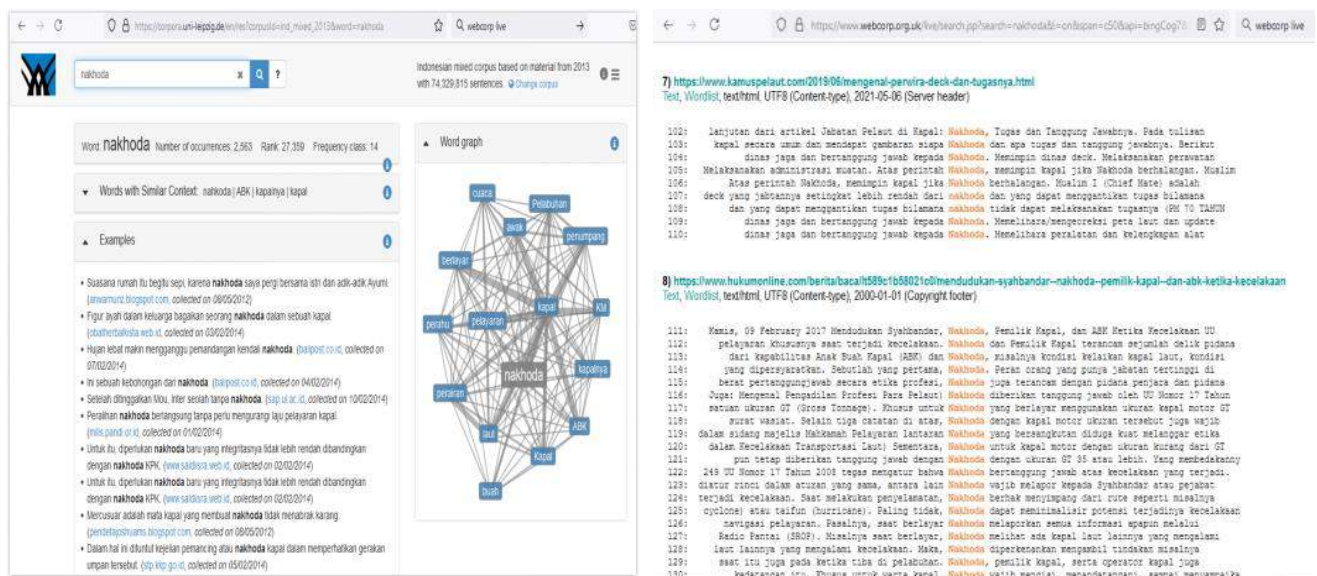 https://corpora.uni-leipzig.de/en/res?corpusId=ind_mixed_2013&word=nakhoda
webcorp live
nakhoda
x
?
Indonesian mixed corpus based on material from 2013
with 74,329,815 sentences. Change corpus
Word: nakhoda Number of occurrences: 2,563 Rank: 27,359 Frequency class: 14
Words with Similar Context: nahkoda | ABK | kapalnya | kapal
Examples
• Suasana rumah itu begitu sepi, karena nakhoda saya pergi bersama istri dan adik-adik Ayumi.
(anwarnuriz.blogspot.com, collected on 08/05/2012)
• Figur ayah dalam keluarga bagaikan seorang nakhoda dalam sebuah kapal.
(obatherbalista.web.id, collected on 03/02/2014)
• Hujan lebat makin mengganggu pemandangan kendali nakhoda. (balipost.co.id, collected on
07/02/2014)
• Ini sebuah kebohongan dari nakhoda. (balipost.co.id, collected on 04/02/2014)
• Setelah ditinggalkan Mou, Inter seolah tanpa nakhoda. (sap.ui.ac.id, collected on 10/02/2014)
• Peralihan nakhoda berlangsung tanpa perlu mengurangi laju pelayaran kapal.
(milis.pandi.or.id, collected on 01/02/2014)
• Untuk itu, diperlukan nakhoda baru yang integritasnya tidak lebih rendah dibandingkan
dengan nakhoda KPK. (www.saldiisra.web.id, collected on 02/02/2014)
• Untuk itu, diperlukan nakhoda baru yang integritasnya tidak lebih rendah dibandingkan
dengan nakhoda KPK. (www.saldiisra.web.id, collected on 02/02/2014)
• Mercusuar adalah mata kapal yang membuat nakhoda tidak menabrak karang.
(pendetajoshuams.blogspot.com, collected on 08/05/2012)
• Dalam hal ini dituntut kejelian pemancing atau nakhoda kapal dalam memperhatikan gerakan
umpan tersebut. (stp.kkp.go.id, collected on 05/02/2014)
Word graph
cuaca
Pelabuhan
awak
penumpang
berlayar
kapal
KM
perahu
pelayaran
nakhoda
kapalnya
perairan
ABK
laut
Kapal
buah
https://www.webcorp.org.uk/live/search.jsp?search=nakhoda&l=on&span=c50&api=bingCog7
webcorp live
7) https://www.kamuspelaut.com/2019/06/mengenal-perwira-deck-dan-tugasnya.html
Text, Wordlist, text/html, UTF8 (Content-type), 2021-05-06 (Server header)
102: lanjutan dari artikel Jabatan Pelaut di Kapal: Nakhoda, Tugas dan Tanggung Jawabnya. Pada tulisan
103: kapal secara umum dan mendapat gambaran siapa Nakhoda dan apa tugas dan tanggung jawabnya. Berikut
104: dinas jaga dan bertanggung jawab kepada Nakhoda. Memimpin dinas deck. Melaksanakan perawatan
105: Melaksanakan administrasi muatan. Atas perintah Nakhoda, memimpin kapal jika Nakhoda berhalangan. Mualim
106: Atas perintah Nakhoda, memimpin kapal jika Nakhoda berhalangan. Mualim I (Chief Mate) adalah
107: deck yang jabtannya setingkat lebih rendah dari nakhoda dan yang dapat menggantikan tugas bilamana
108: dan yang dapat menggantikan tugas bilamana nakhoda tidak dapat melaksanakan tugasnya (PM 70 TAHUN
109: dinas jaga dan bertanggung jawab kepada Nakhoda. Memelihara/mengoreksi peta laut dan update
110: dinas jaga dan bertanggung jawab kepada Nakhoda. Memelihara peralatan dan kelengkapan alat
8) https://www.hukumonline.com/berita/baca/lt589c1b58021c0/mendudukan-syahbandar--nakhoda--pemilik-kapal--dan-abk-ketika-kecelakaan
Text, Wordlist, text/html, UTF8 (Content-type), 2000-01-01 (Copyright footer)
111: Kamis, 09 February 2017 Mendudukan Syahbandar, Nakhoda, Pemilik Kapal, dan ABK Ketika Kecelakaan UU
112: pelayaran khususnya saat terjadi kecelakaan. Nakhoda dan Pemilik Kapal terancam sejumlah delik pidana
113: dari kapabilitas Anak Buah Kapal (ABK) dan Nakhoda, misalnya kondisi kelaikan kapal laut, kondisi
114: yang dipersyaratkan. Sebutlah yang pertama, Nakhoda. Peran orang yang punya jabatan tertinggi di
115: berat pertanggungjawab secara etika profesi, Nakhoda juga terancam dengan pidana penjara dan pidana
116: Juga: Mengenal Pengadilan Profesi Para Pelaut) Nakhoda diberikan tanggung jawab oleh UU Nomor 17 Tahun
117: satuan ukuran GT (Gross Tonnage). Khusus untuk Nakhoda yang berlayar menggunakan ukuran kapal motor GT
118: surat wasiat. Selain tiga catatan di atas, Nakhoda dengan kapal motor ukuran tersebut juga wajib
119: dalam sidang majelis Mahkamah Pelayaran lantaran Nakhoda yang bersangkutan diduga kuat melanggar etika
120: dalam Kecelakaan Transportasi Laut) Sementara, Nakhoda untuk kapal motor dengan ukuran kurang dari GT
121: pun tetap diberikan tanggung jawab dengan Nakhoda dengan ukuran GT 35 atau lebih. Yang membedakanny
122: 249 UU Nomor 17 Tahun 2008 tegas mengatur bahwa Nakhoda bertanggung jawab atas kecelakaan yang terjadi.
123: diatur rinci dalam aturan yang sama, antara lain Nakhoda wajib melapor kepada Syahbandar atau pejabat
124: terjadi kecelakaan. Saat melakukan penyelamatan, Nakhoda berhak menyimpang dari rute seperti misalnya
125: cyclone) atau taifun (hurricane). Paling tidak, Nakhoda dapat meminimalisir potensi terjadinya kecelakaan
126: navigasi pelayaran. Pasalnya, saat berlayar Nakhoda melaporkan semua informasi apapun melalui
127: Radio Pantai (SROP). Misalnya saat berlayar, Nakhoda melihat ada kapal laut lainnya yang mengalami
128: laut lainnya yang mengalami kecelakaan. Maka, Nakhoda diperkenankan mengambil tindakan misalnya
129: saat itu juga pada ketika tiba di pelabuhan. Nakhoda, pemilik kapal, serta operator kapal juga
130: kedatangan itu. Khusus untuk warta kapal, Nakhoda wajib mengisi, menandatangani, sampai menyampaika